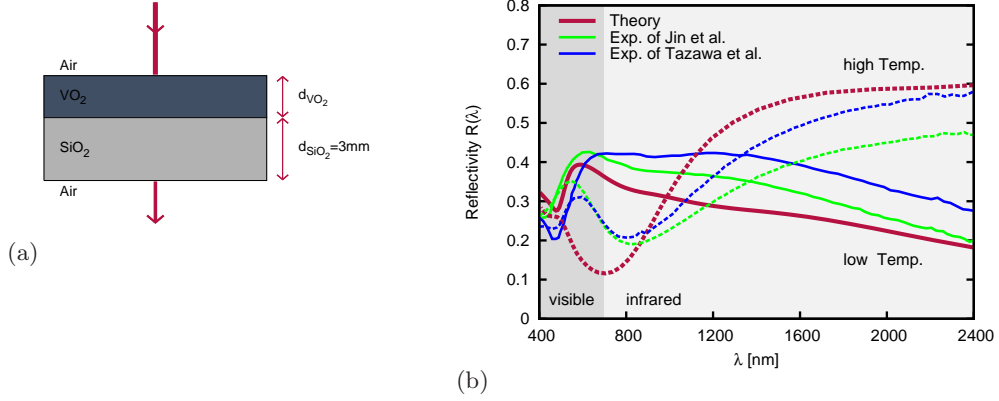 Air
VO₂
SiO₂
Air
d_VO₂
d_SiO₂=3mm
(a)
Reflectivity R(λ)
0.8
0.7
0.6
0.5
0.4
0.3
0.2
0.1
0
Theory
Exp. of Jin et al.
Exp. of Tazawa et al.
high Temp.
low Temp.
visible
infrared
400 800 1200 1600 2000 2400
λ [nm]
(b)